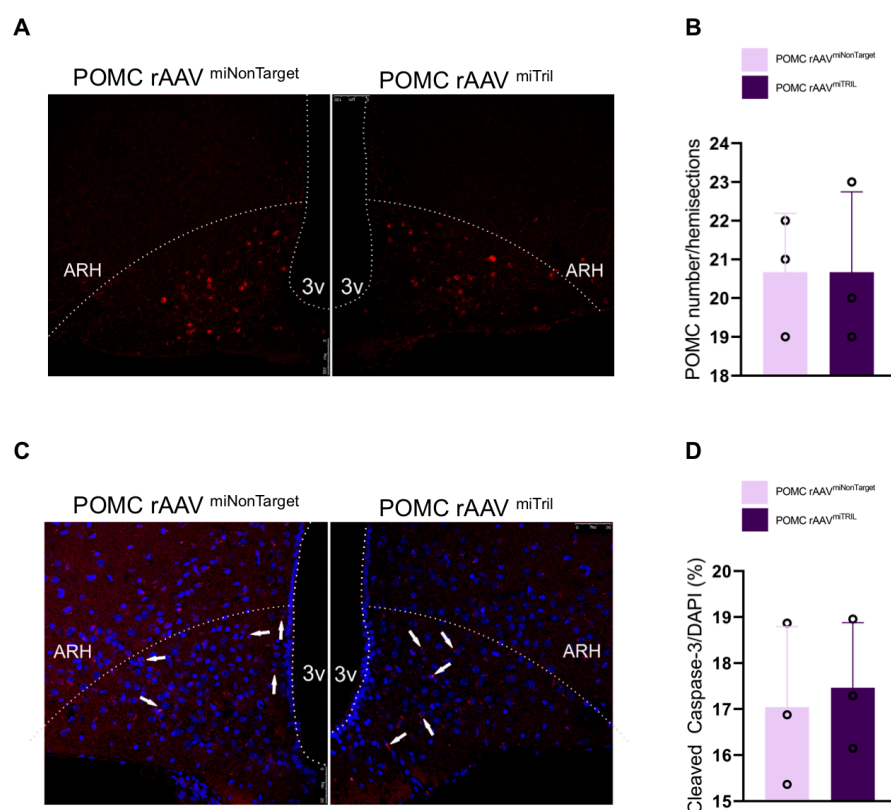 A
POMC rAAV miNonTarget
POMC rAAV miTril
ARH
3v
3v
ARH
B
POMC rAAVmiNonTarget
POMC rAAVmiTRIL
POMC number/hemisections
24
23
22
21
20
19
18
C
POMC rAAV miNonTarget
POMC rAAV miTril
ARH
3v
3v
ARH
D
POMC rAAVmiNonTarget
POMC rAAVmiTRIL
Cleaved Caspase-3/DAPI (%)
20
19
18
17
16
15